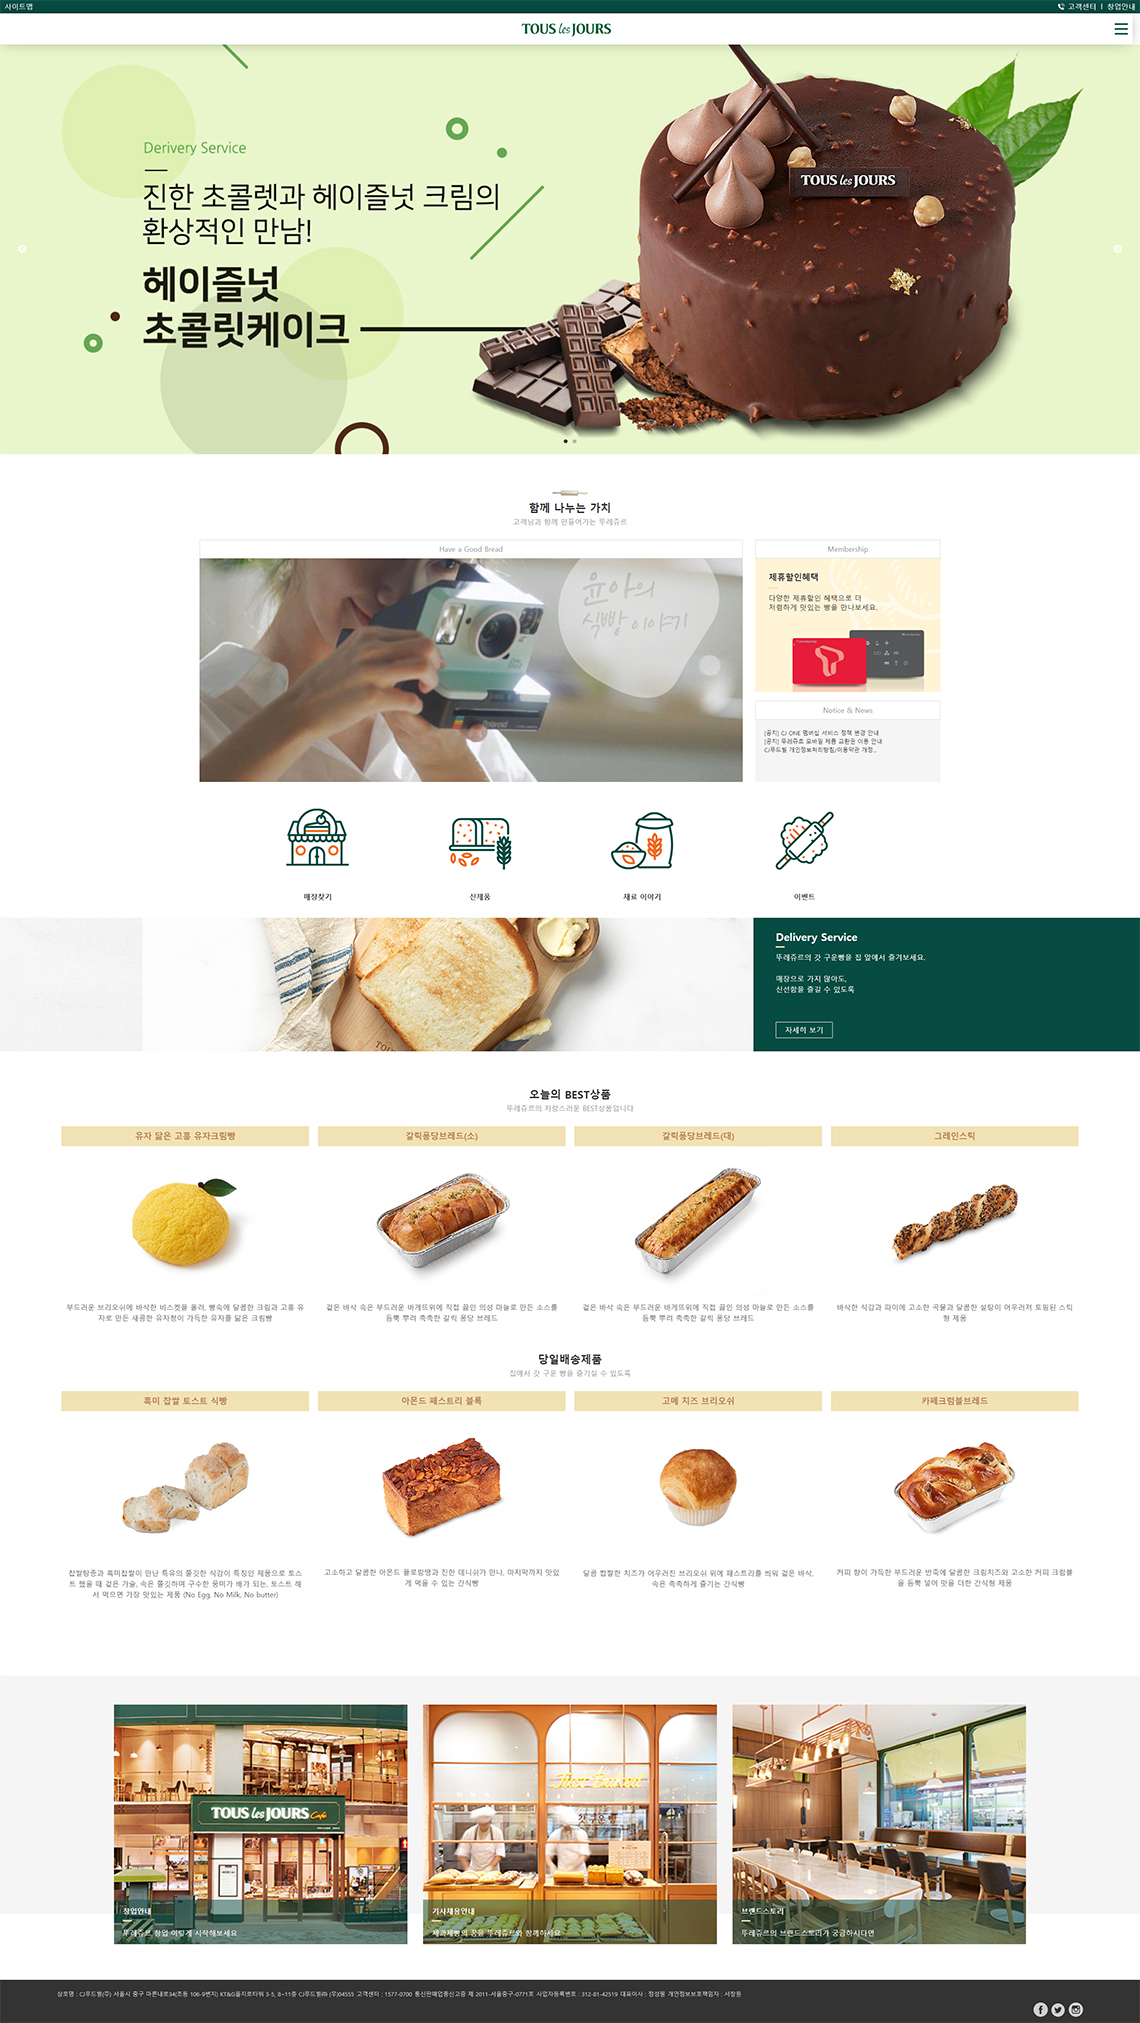 사이트맵
고객센터 | 창업안내
TOUS les JOURS
Derivery Service
진한 초콜렛과 헤이즐넛 크림의
환상적인 만남!
헤이즐넛
초콜릿케이크
TOUS les JOURS
함께 나누는 가치
고객님과 함께 만들어가는 뚜레쥬르
Have a Good Bread
윤아의
식빵 이야기
Membership
제휴할인혜택
다양한 제휴할인 혜택으로 더
저렴하게 맛있는 빵을 만나보세요.
Notice & News
[공지] CJ ONE 멤버십 서비스 정책 변경 안내
[공지] 뚜레쥬르 모바일 제품 교환권 이용 안내
CJ푸드빌 개인정보처리방침/이용약관 개정...
매장찾기
신제품
재료 이야기
이벤트
Delivery Service
뚜레쥬르의 갓 구운빵을 집 앞에서 즐겨보세요.
매장으로 가지 않아도,
신선함을 즐길 수 있도록
자세히 보기
오늘의 BEST상품
뚜레쥬르의 자랑스러운 BEST상품입니다
유자 닮은 고흥 유자크림빵
갈릭퐁당브레드(소)
갈릭퐁당브레드(대)
그레인스틱
부드러운 브리오쉬에 바삭한 비스켓을 올려, 빵속에 달콤한 크림과 고흥 유
자로 만든 새콤한 유자청이 가득한 유자를 닮은 크림빵
겉은 바삭 속은 부드러운 바게뜨위에 직접 끓인 의성 마늘로 만든 소스를
듬뿍 뿌려 촉촉한 갈릭 퐁당 브레드
겉은 바삭 속은 부드러운 바게뜨위에 직접 끓인 의성 마늘로 만든 소스를
듬뿍 뿌려 촉촉한 갈릭 퐁당 브레드
바삭한 식감과 파이에 고소한 곡물과 달콤한 설탕이 어우러져 토핑된 스틱
형 제품
당일배송제품
집에서 갓 구운 빵을 즐기실 수 있도록
흑미 찹쌀 토스트 식빵
아몬드 패스트리 블록
고메 치즈 브리오쉬
카페크럼블브레드
찹쌀탕종과 흑미찹쌀이 만난 특유의 쫄깃한 식감이 특징인 제품으로 토스
트 했을 때 겉은 가슬, 속은 쫄깃하며 구수한 풍미가 배가 되는, 토스트 해
서 먹으면 가장 맛있는 제품 (No Egg, No Milk, No butter)
고소하고 달콤한 아몬드 플로랑땡과 진한 데니쉬가 만나, 마지막까지 맛있
게 먹을 수 있는 간식빵
달콤 짭짤한 치즈가 어우러진 브리오쉬 위에 패스트리를 씌워 겉은 바삭,
속은 촉촉하게 즐기는 간식빵
커피 향이 가득한 부드러운 반죽에 달콤한 크림치즈와 고소한 커피 크럼블
을 듬뿍 넣어 맛을 더한 간식형 제품
TOUS les JOURS Cafe
Just Baked
갓구운빵
창업안내
뚜레쥬르 창업 이렇게 시작해보세요
기사채용안내
제과제빵의 꿈을 뚜레쥬르와 함께하세요
브랜드스토리
뚜레쥬르의 브랜드스토리가 궁금하시다면
상호명 : CJ푸드빌(주) 서울시 중구 마른내로34(초동 106-9번지) KT&G을지로타워 3-5, 8~11층 CJ푸드빌㈜ (우)04555 고객센터 : 1577-0700 통신판매업종신고증 제 2011-서울중구-0771호 사업자등록번호 : 312-81-42519 대표이사 : 정성필 개인정보보호책임자 : 서창원